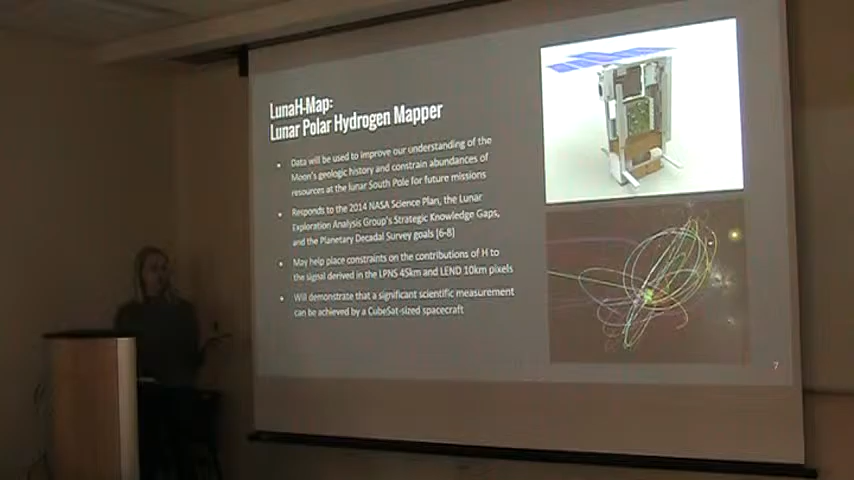 LunaH-Map:
Lunar Polar Hydrogen Mapper
• Data will be used to improve our understanding of the
Moon's geologic history and constrain abundances of
resources at the lunar South Pole for future missions
• Responds to the 2014 NASA Science Plan, the Lunar
Exploration Analysis Group's Strategic Knowledge Gaps,
and the Planetary Decadal Survey goals [6-8]
• May help place constraints on the contributions of H to
the signal derived in the LPNS 45km and LEND 10km pixels
• Will demonstrate that a significant scientific measurement
can be achieved by a CubeSat-sized spacecraft
7